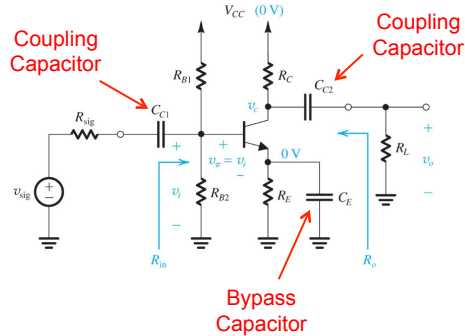 V_CC (0 V)
Coupling
Capacitor
Coupling
Capacitor
R_B1
R_C
C_C2
C_C1
v_c
R_sig
+
+
0 V
+
v_π = v_i
−
R_L
v_o
v_sig
+
−
v_i
R_B2
R_E
C_E
−
−
R_in
R_o
Bypass
Capacitor